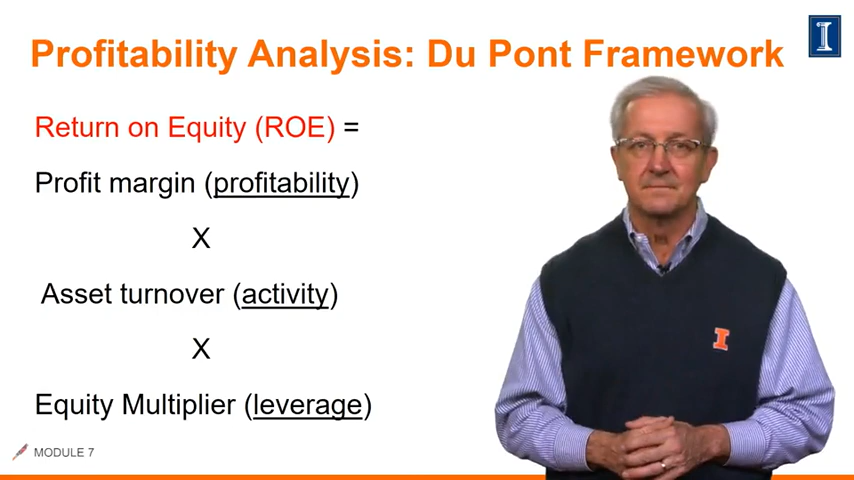 Profitability Analysis: Du Pont Framework
I
Return on Equity (ROE) =
Profit margin (profitability)
X
Asset turnover (activity)
X
Equity Multiplier (leverage)
I
MODULE 7